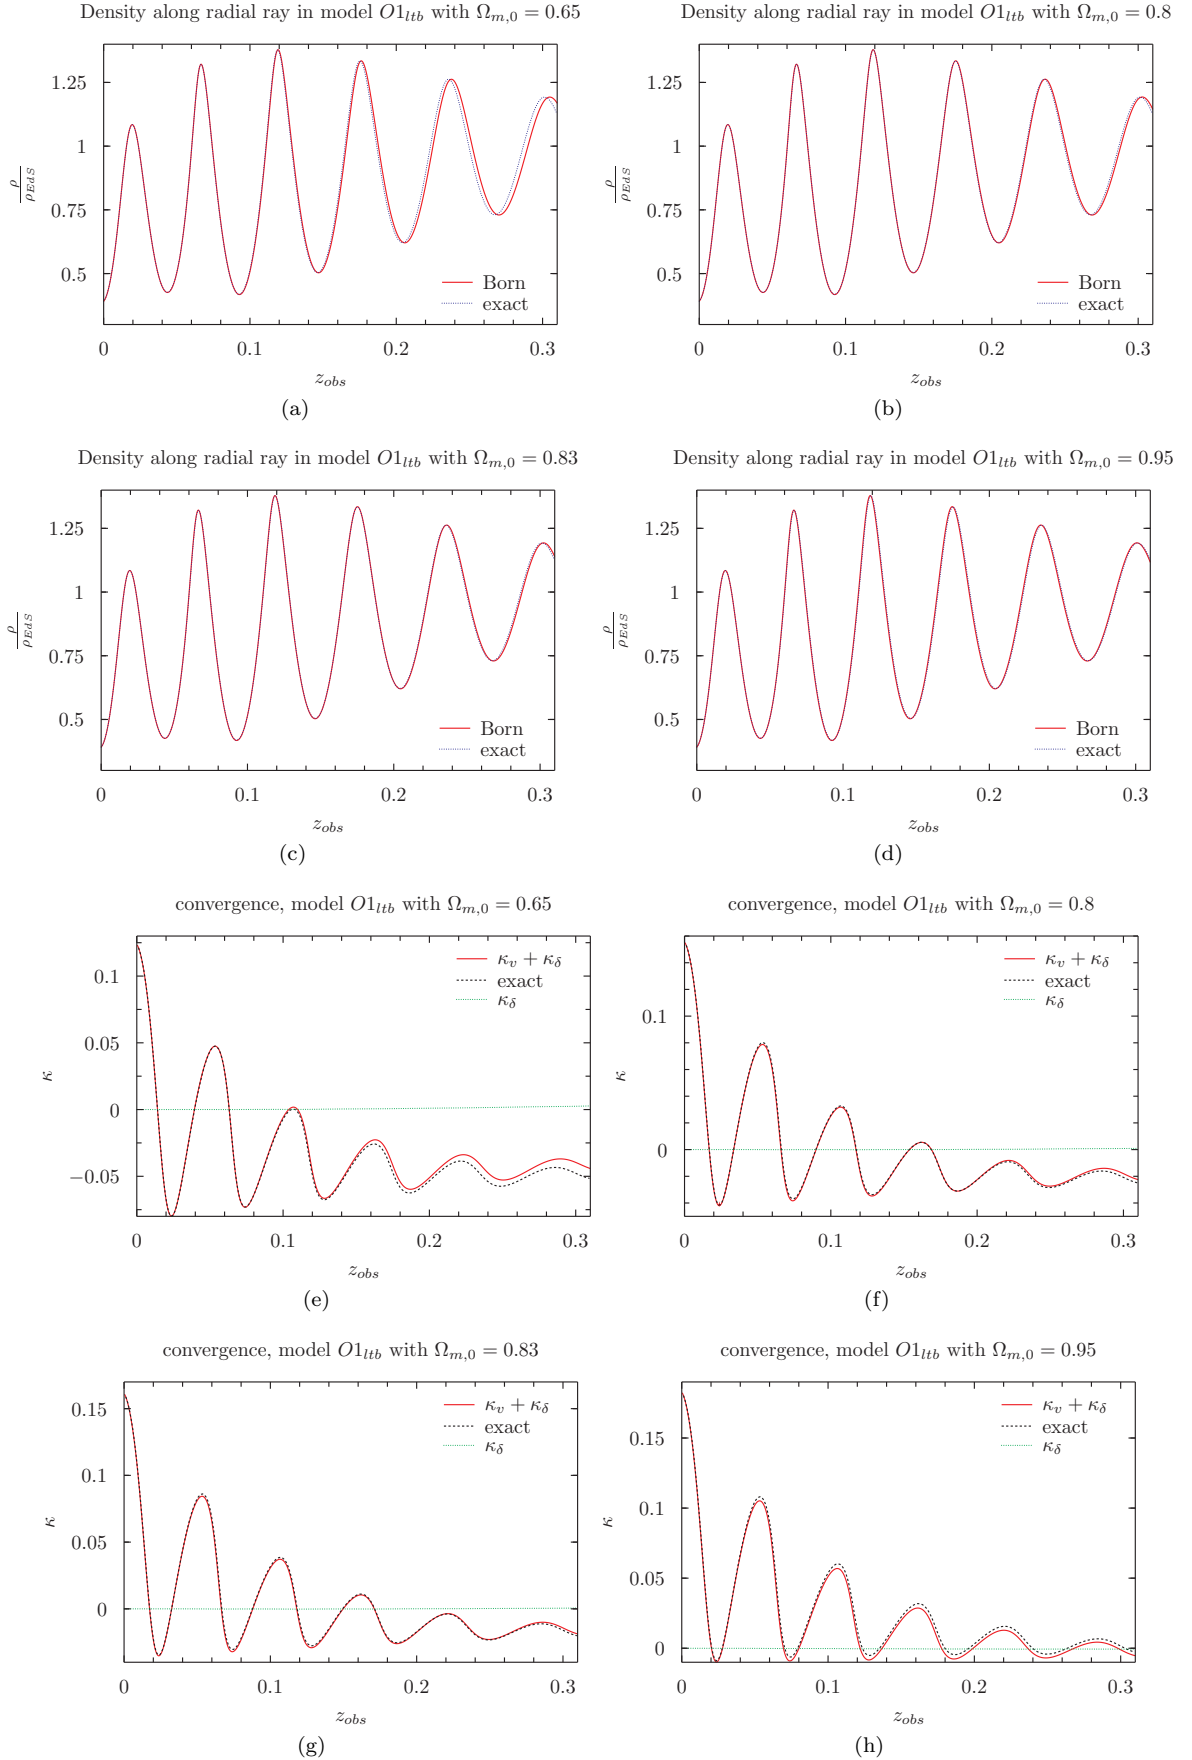 Density along radial ray in model O1_ltb with Ω_m,0 = 0.65
1.25
1
0.75
0.5
ρ/ρ_EdS
Born
exact
0 0.1 0.2 0.3
z_obs
(a)
Density along radial ray in model O1_ltb with Ω_m,0 = 0.8
1.25
1
0.75
0.5
ρ/ρ_EdS
Born
exact
0 0.1 0.2 0.3
z_obs
(b)
Density along radial ray in model O1_ltb with Ω_m,0 = 0.83
1.25
1
0.75
0.5
ρ/ρ_EdS
Born
exact
0 0.1 0.2 0.3
z_obs
(c)
Density along radial ray in model O1_ltb with Ω_m,0 = 0.95
1.25
1
0.75
0.5
ρ/ρ_EdS
Born
exact
0 0.1 0.2 0.3
z_obs
(d)
convergence, model O1_ltb with Ω_m,0 = 0.65
κ_v + κ_δ
exact
κ_δ
0.1
0.05
0
−0.05
κ
0 0.1 0.2 0.3
z_obs
(e)
convergence, model O1_ltb with Ω_m,0 = 0.8
κ_v + κ_δ
exact
κ_δ
0.1
0
κ
0 0.1 0.2 0.3
z_obs
(f)
convergence, model O1_ltb with Ω_m,0 = 0.83
κ_v + κ_δ
exact
κ_δ
0.15
0.1
0.05
0
κ
0 0.1 0.2 0.3
z_obs
(g)
convergence, model O1_ltb with Ω_m,0 = 0.95
κ_v + κ_δ
exact
κ_δ
0.15
0.1
0.05
0
κ
0 0.1 0.2 0.3
z_obs
(h)